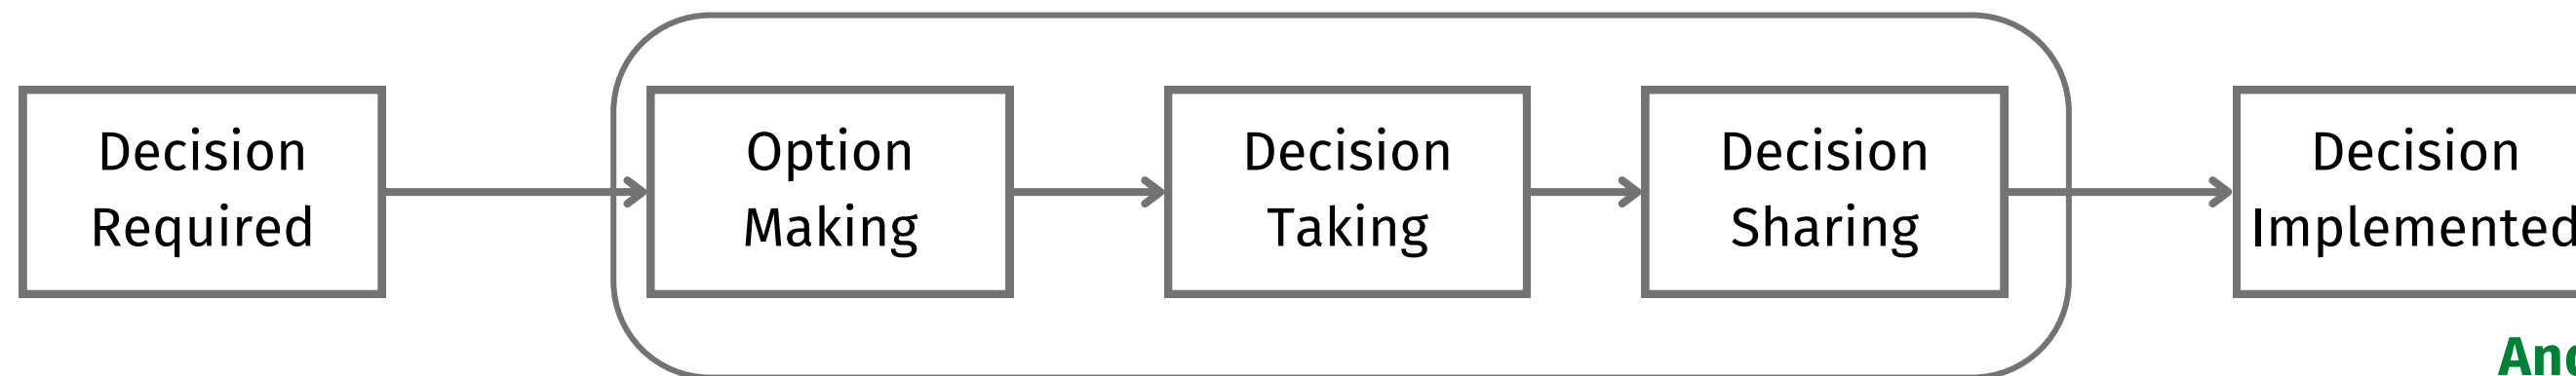 Decision
Required
Option
Making
Decision
Taking
Decision
Sharing
Decision
Implemented